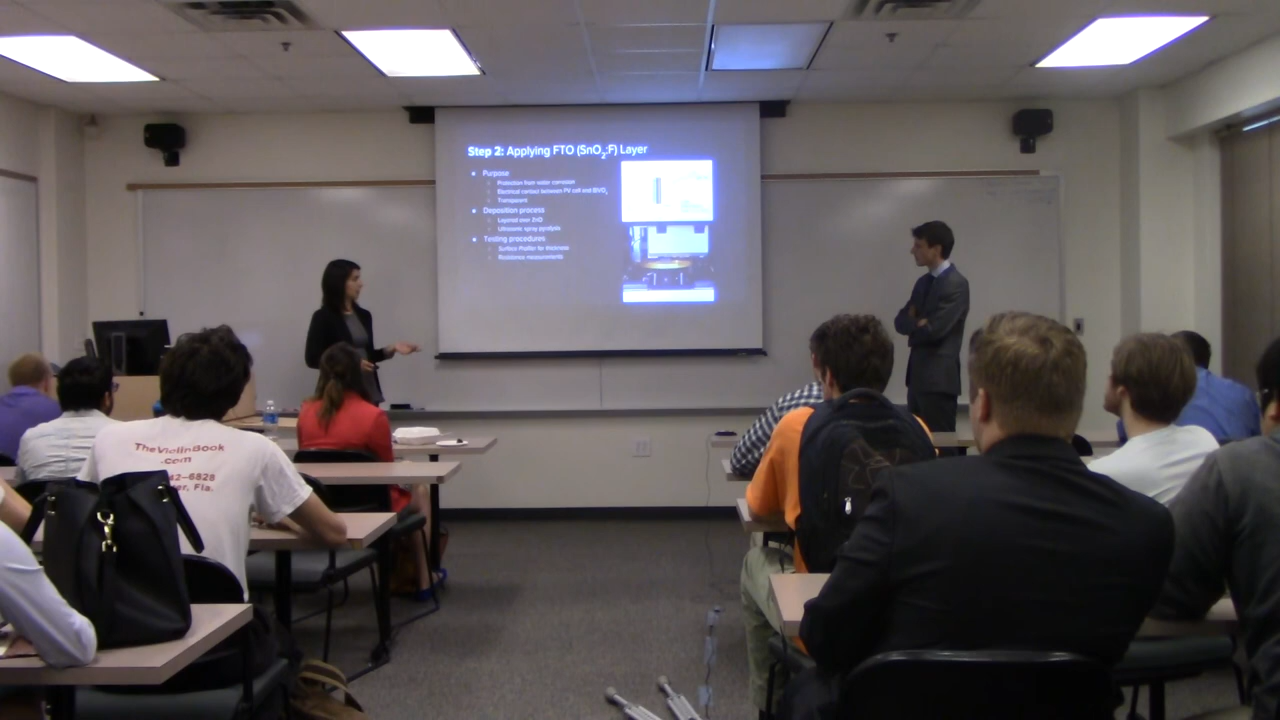 Step 2: Applying FTO (SnO2:F) Layer
Purpose
Protection from water corrosion
Electrical contact between PV cell and BiVO4
Transparent
Deposition process
Layered over ZnO
Ultrasonic spray pyrolysis
Testing procedures
Surface Profiler for thickness
Resistance measurements
TheViolinBook
.com
42-6828
er, Fla.